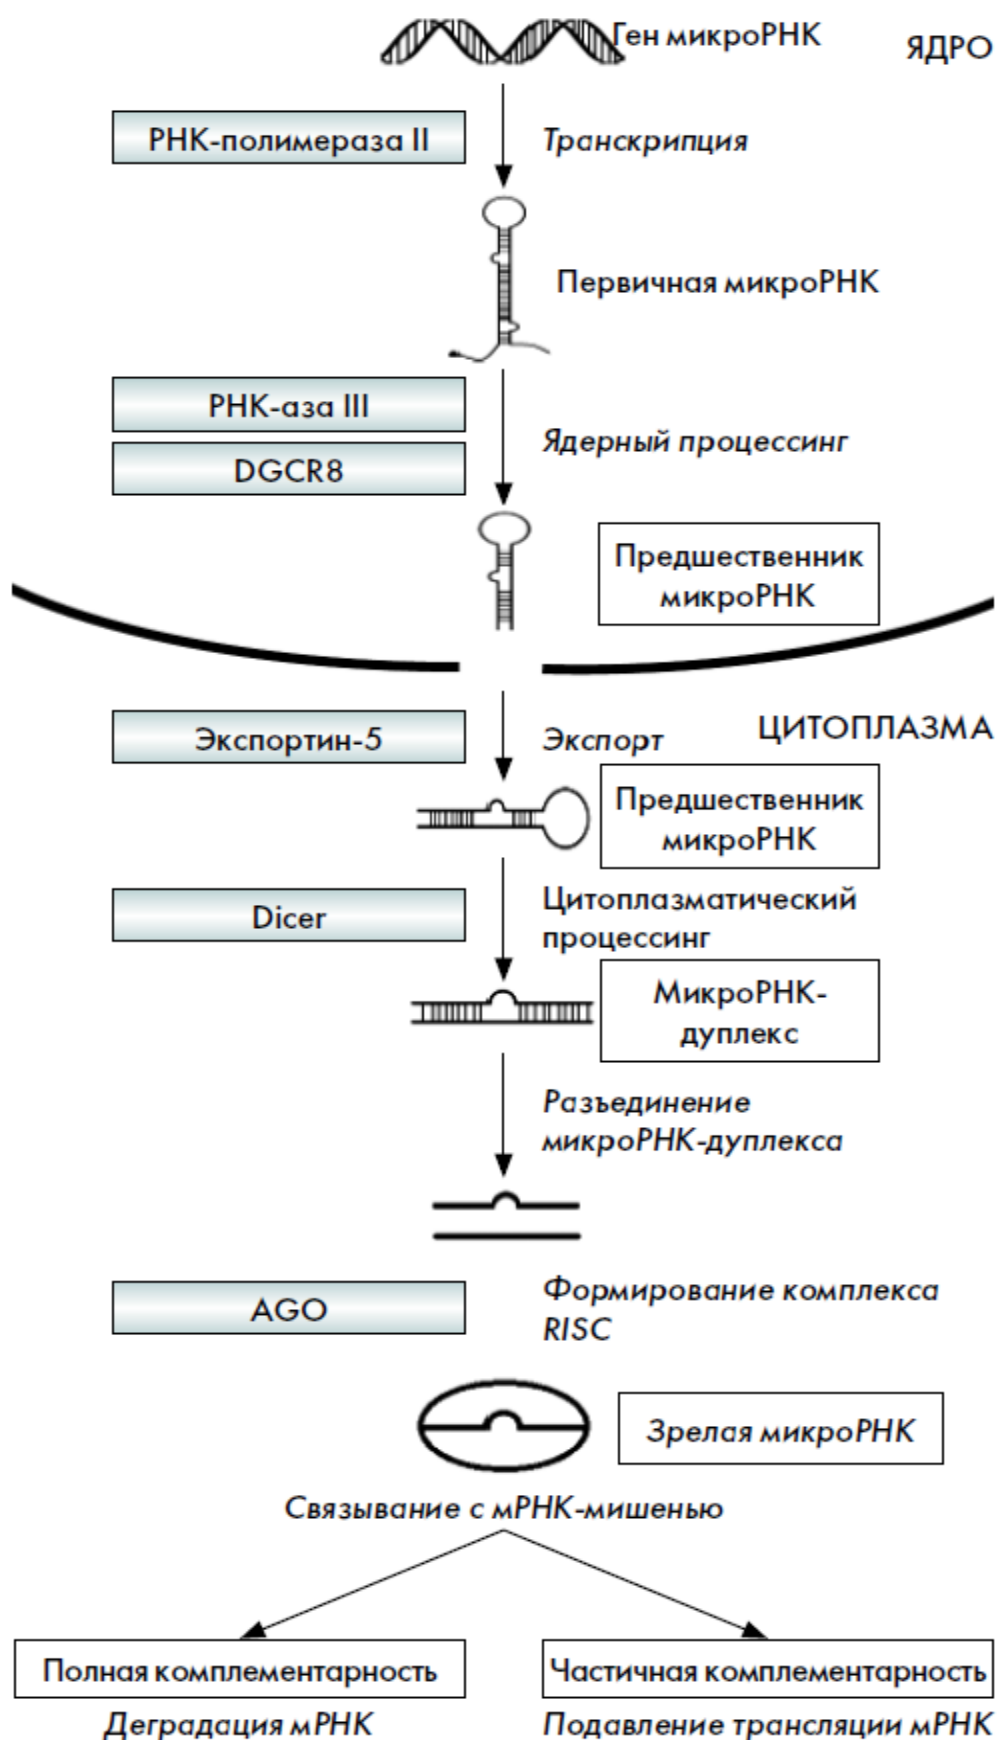 Ген микроРНК
ЯДРО
РНК-полимераза II
Транскрипция
Первичная микроРНК
РНК-аза III
DGCR8
Ядерный процессинг
Предшественник
микроРНК
Экспортин-5
Экспорт
ЦИТОПЛАЗМА
Предшественник
микроРНК
Dicer
Цитоплазматический
процессинг
МикроРНК-
дуплекс
Разъединение
микроРНК-дуплекса
AGO
Формирование комплекса
RISC
Зрелая микроРНК
Связывание с мРНК-мишенью
Полная комплементарность
Частичная комплементарность
Деградация мРНК
Подавление трансляции мРНК